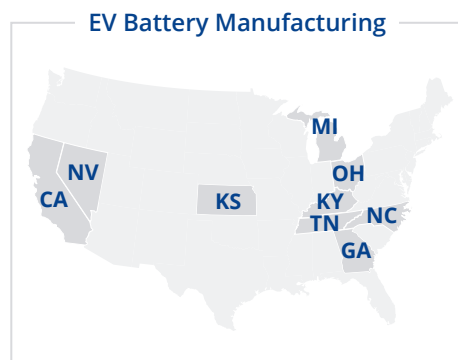 EV Battery Manufacturing
MI
NV
OH
CA
KS
KY
NC
TN
GA